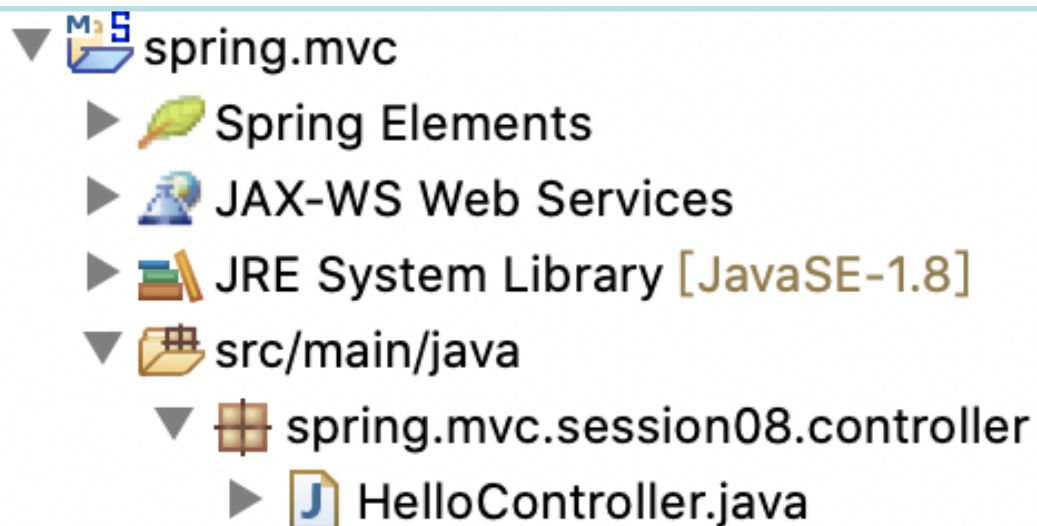 spring.mvc
Spring Elements
JAX-WS Web Services
JRE System Library [JavaSE-1.8]
src/main/java
spring.mvc.session08.controller
HelloController.java